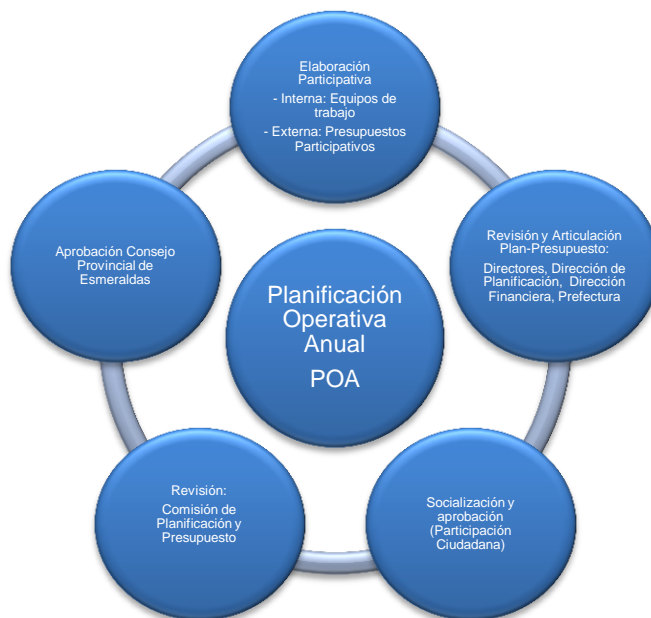 Elaboración
Participativa
- Interna: Equipos de
trabajo
- Externa: Presupuestos
Participativos
Revisión y Articulación
Plan-Presupuesto:
Directores, Dirección de
Planificación, Dirección
Financiera, Prefectura
Socialización y
aprobación
(Participación
Ciudadana)
Revisión:
Comisión de
Planificación y
Presupuesto
Aprobación Consejo
Provincial de
Esmeraldas
Planificación
Operativa
Anual
POA